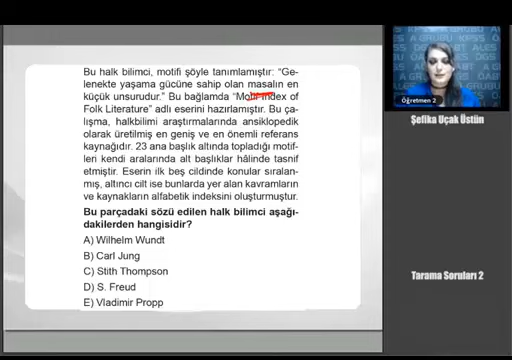 Bu halk bilimci, motifi şöyle tanımlamıştır: "Ge-
lenekte yaşama gücüne sahip olan masalın en
küçük unsurudur." Bu bağlamda "Motif-Index of
Folk Literature" adlı eserini hazırlamıştır. Bu ça-
lışma, halkbilimi araştırmalarında ansiklopedik
olarak üretilmiş en geniş ve en önemli referans
kaynağıdır. 23 ana başlık altında topladığı motif-
leri kendi aralarında alt başlıklar hâlinde tasnif
etmiştir. Eserin ilk beş cildinde konular sıralan-
mış, altıncı cilt ise bunlarda yer alan kavramların
ve kaynakların alfabetik indeksini oluşturmuştur.
Bu parçadaki sözü edilen halk bilimci aşağı-
dakilerden hangisidir?
A) Wilhelm Wundt
B) Carl Jung
C) Stith Thompson
D) S. Freud
E) Vladimir Propp
Öğretmen 2
Şefika Uçak Üstün
Tarama Soruları 2